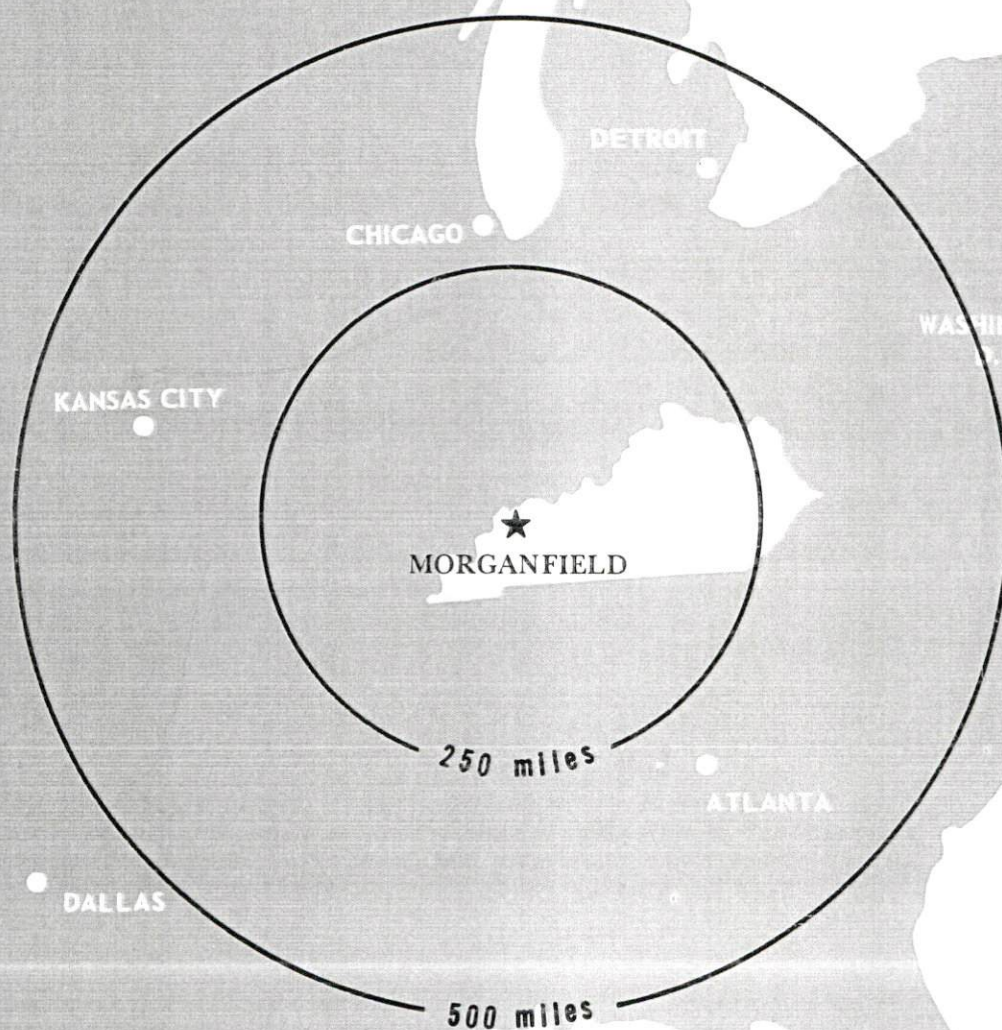 DETROIT
CHICAGO
KANSAS CITY
MORGANFIELD
250 miles
ATLANTA
DALLAS
500 miles